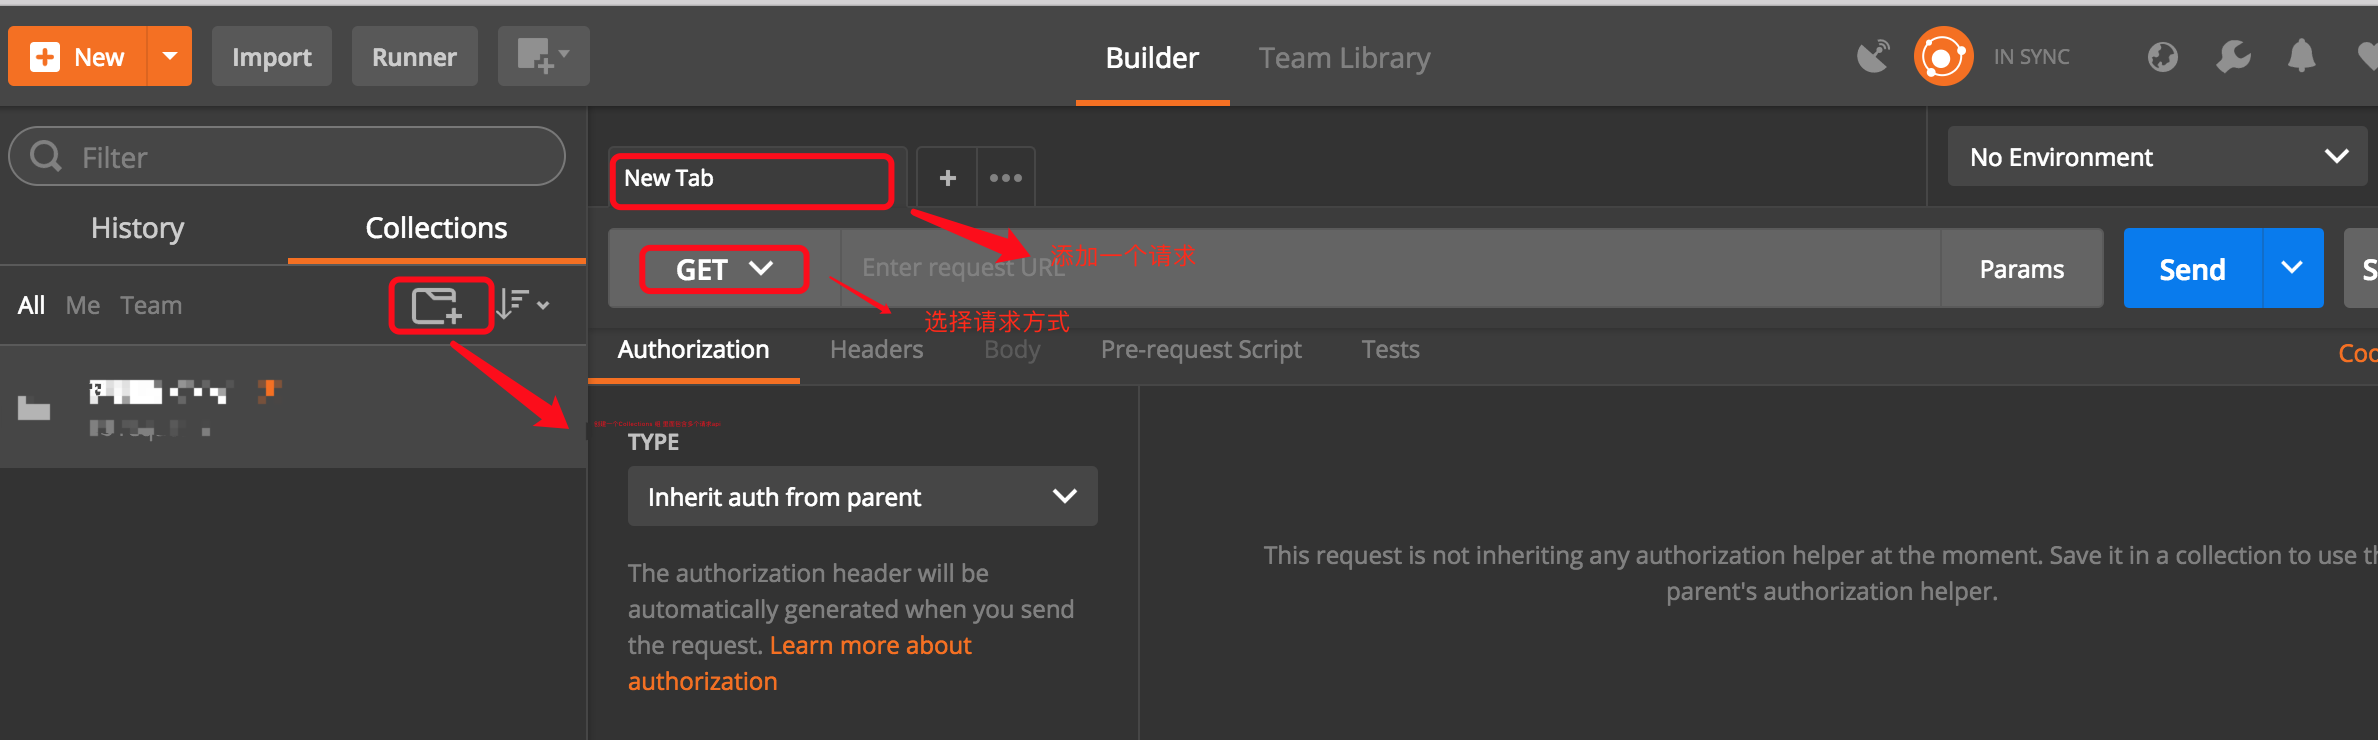 New
Import
Runner
Builder
Team Library
IN SYNC
Filter
New Tab
No Environment
History
Collections
GET
Enter request URL
添加一个请求
Params
Send
S
All
Me
Team
选择请求方式
Authorization
Headers
Body
Pre-request Script
Tests
Coo
TYPE
Inherit auth from parent
The authorization header will be
automatically generated when you send
the request. Learn more about
authorization
This request is not inheriting any authorization helper at the moment. Save it in a collection to use th
parent's authorization helper.